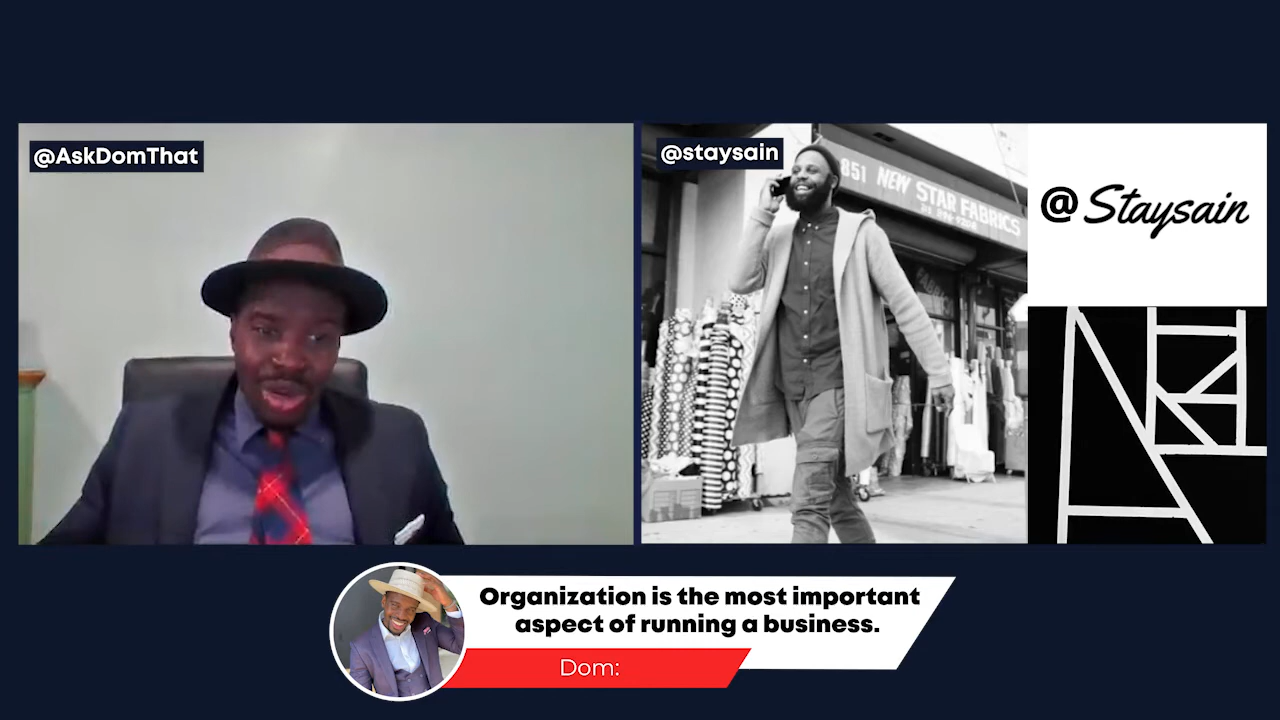 @AskDomThat
@staysain
851 NEW STAR FABRICS
@Staysain
Organization is the most important
aspect of running a business.
Dom: